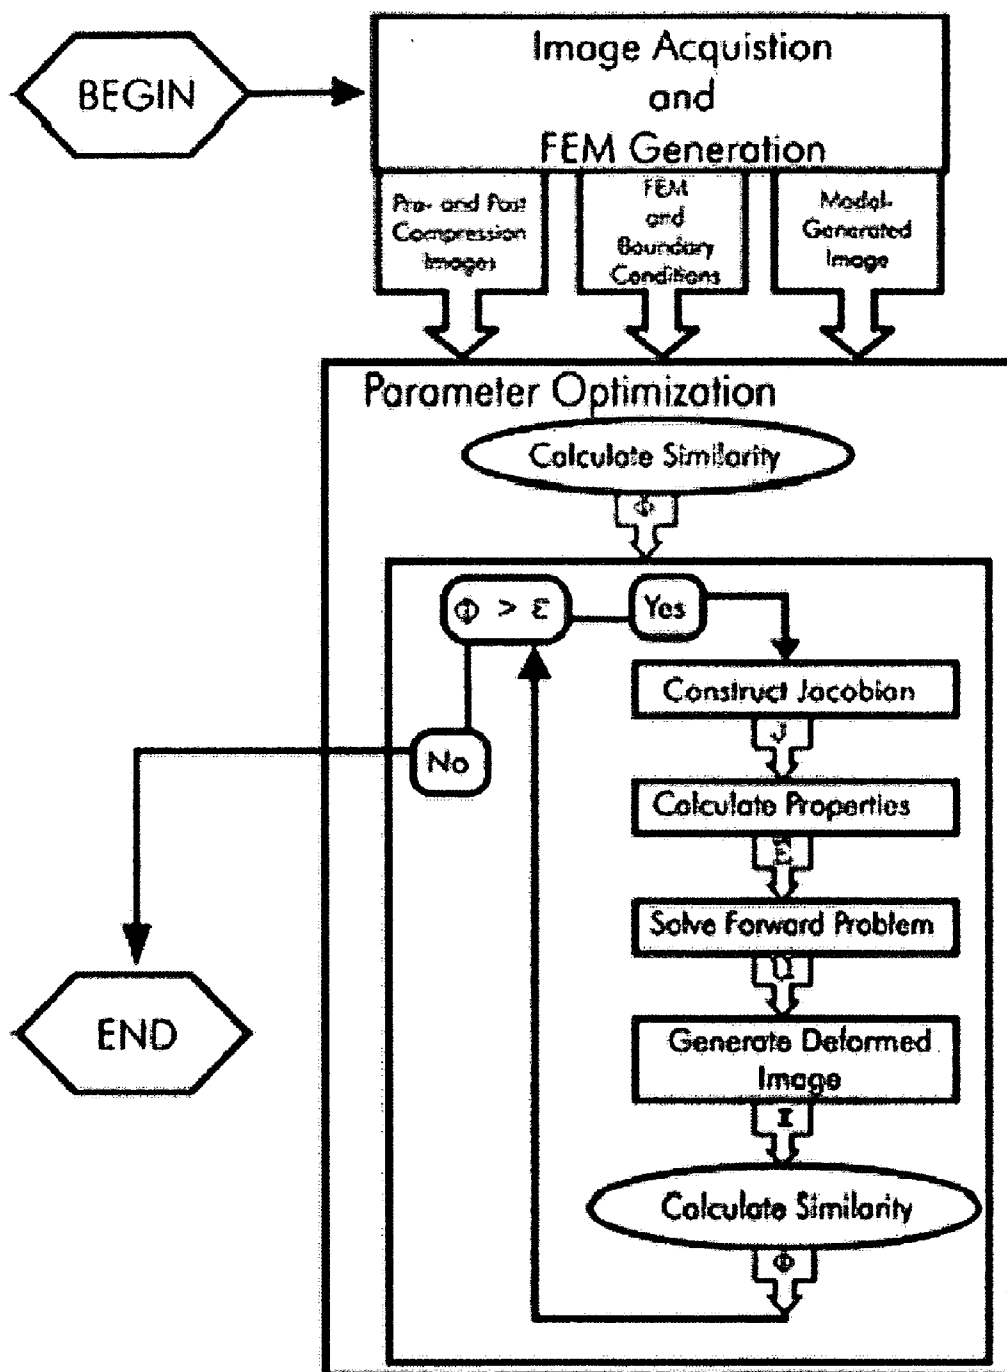 BEGIN
Image Acquistion
and
FEM Generation
Pre- and Post
Compression
Images
FEM
and
Boundary
Conditions
Model-
Generated
Image
Parameter Optimization
Calculate Similarity
Φ
Φ > ε
Yes
Construct Jacobian
J
No
Calculate Properties
E
Solve Forward Problem
U
END
Generate Deformed
Image
I
Calculate Similarity
Φ